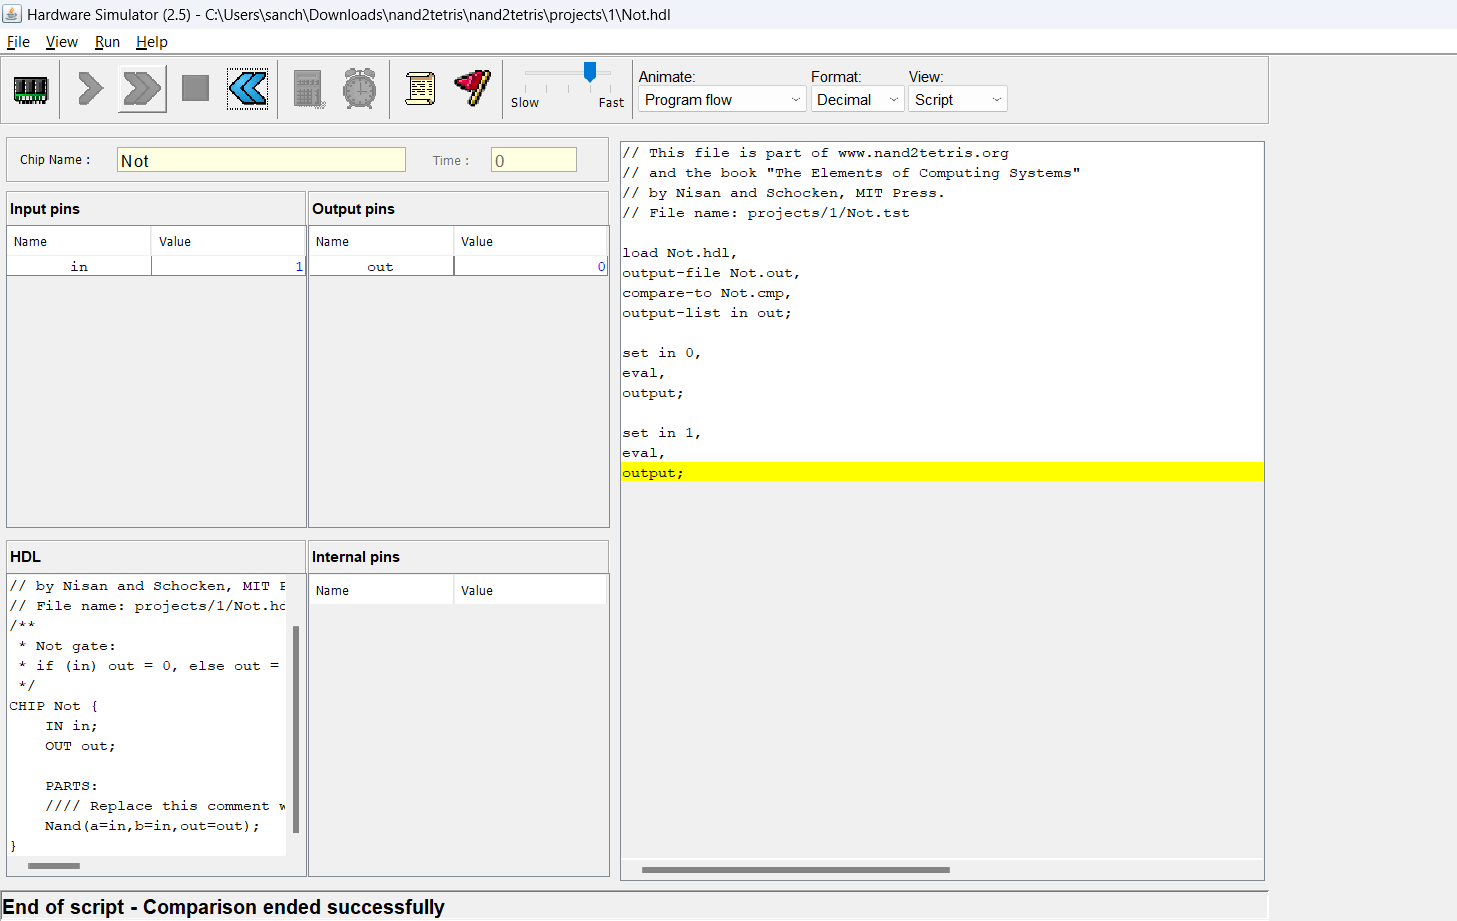 Hardware Simulator (2.5) - C:\Users\sanch\Downloads\nand2tetris\nand2tetris\projects\1\Not.hdl
File View Run Help
Slow Fast
Animate: Format: View:
Program flow Decimal Script
Chip Name : Not Time : 0
Input pins
Name Value
in 1
Output pins
Name Value
out 0
HDL
// by Nisan and Schocken, MIT
// File name: projects/1/Not.hd
/**
* Not gate:
* if (in) out = 0, else out =
*/
CHIP Not {
IN in;
OUT out;
PARTS:
//// Replace this comment w
Nand(a=in,b=in,out=out);
}
Internal pins
Name Value
// This file is part of www.nand2tetris.org
// and the book "The Elements of Computing Systems"
// by Nisan and Schocken, MIT Press.
// File name: projects/1/Not.tst
load Not.hdl,
output-file Not.out,
compare-to Not.cmp,
output-list in out;
set in 0,
eval,
output;
set in 1,
eval,
output;
End of script - Comparison ended successfully